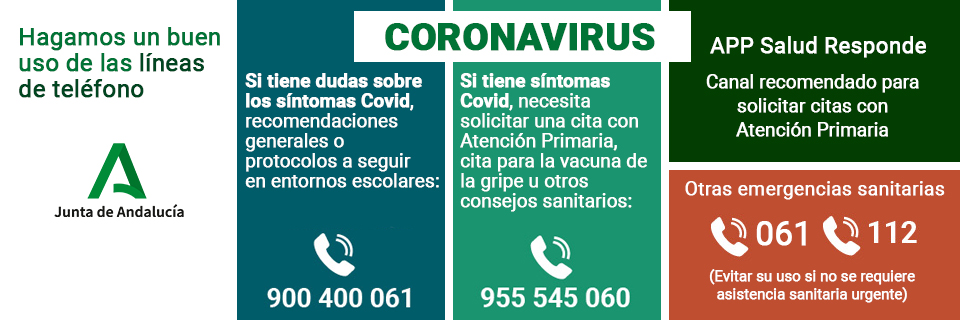 Hagamos un buen
uso de las líneas
de teléfono
Junta de Andalucía
CORONAVIRUS
Si tiene dudas sobre
los síntomas Covid,
recomendaciones
generales o
protocolos a seguir
en entornos escolares:
900 400 061
Si tiene síntomas
Covid, necesita
solicitar una cita con
Atención Primaria,
cita para la vacuna de
la gripe u otros
consejos sanitarios:
955 545 060
APP Salud Responde
Canal recomendado para
solicitar citas con
Atención Primaria
Otras emergencias sanitarias
061 112
(Evitar su uso si no se requiere
asistencia sanitaria urgente)